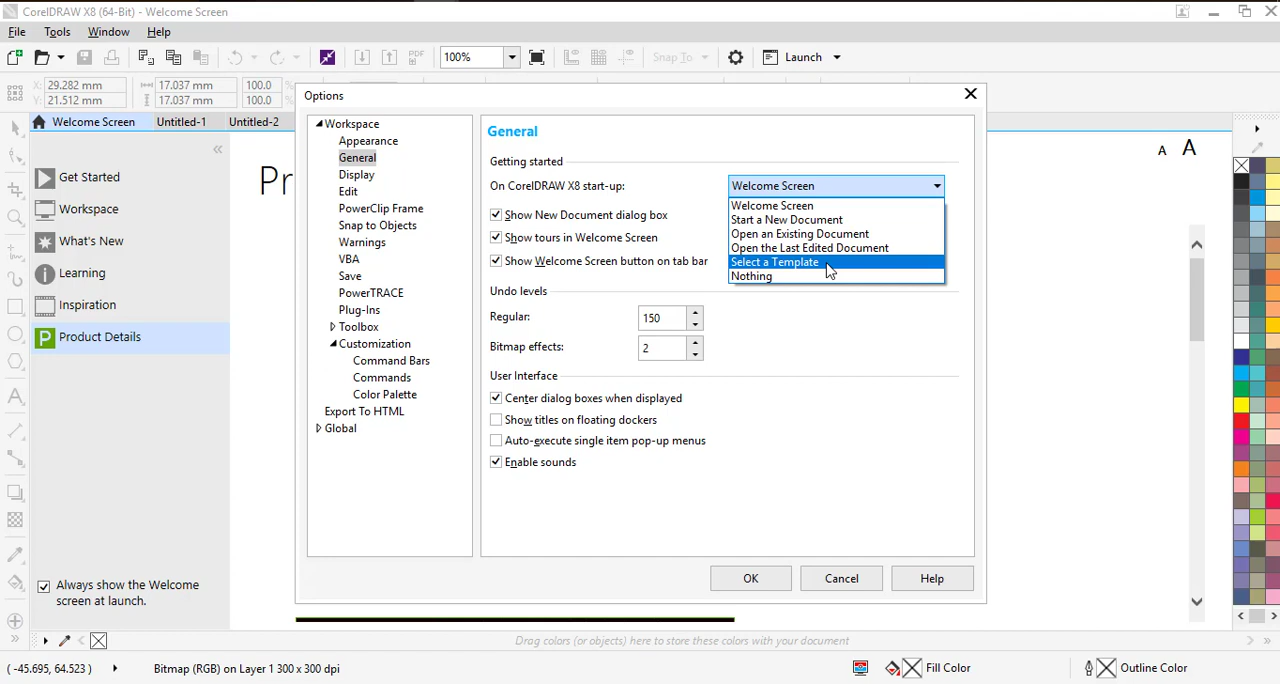 CorelDRAW X8 (64-Bit) - Welcome Screen
File Tools Window Help
PDF 100% Snap To Launch
X: 29.282 mm 17.037 mm 100.0 %
Y: 21.512 mm 17.037 mm 100.0 %
Welcome Screen Untitled-1 Untitled-2
Options
Get Started
Workspace
What's New
Learning
Inspiration
P Product Details
Always show the Welcome
screen at launch.
Pr
A A
Workspace
Appearance
General
Display
Edit
PowerClip Frame
Snap to Objects
Warnings
VBA
Save
PowerTRACE
Plug-Ins
Toolbox
Customization
Command Bars
Commands
Color Palette
Export To HTML
Global
General
Getting started
On CorelDRAW X8 start-up: Welcome Screen
Welcome Screen
Start a New Document
Open an Existing Document
Open the Last Edited Document
Select a Template
Nothing
Show New Document dialog box
Show tours in Welcome Screen
Show Welcome Screen button on tab bar
Undo levels
Regular: 150
Bitmap effects: 2
User Interface
Center dialog boxes when displayed
Show titles on floating dockers
Auto-execute single item pop-up menus
Enable sounds
OK Cancel Help
Drag colors (or objects) here to store these colors with your document
( -45.695, 64.523 ) Bitmap (RGB) on Layer 1 300 x 300 dpi Fill Color Outline Color